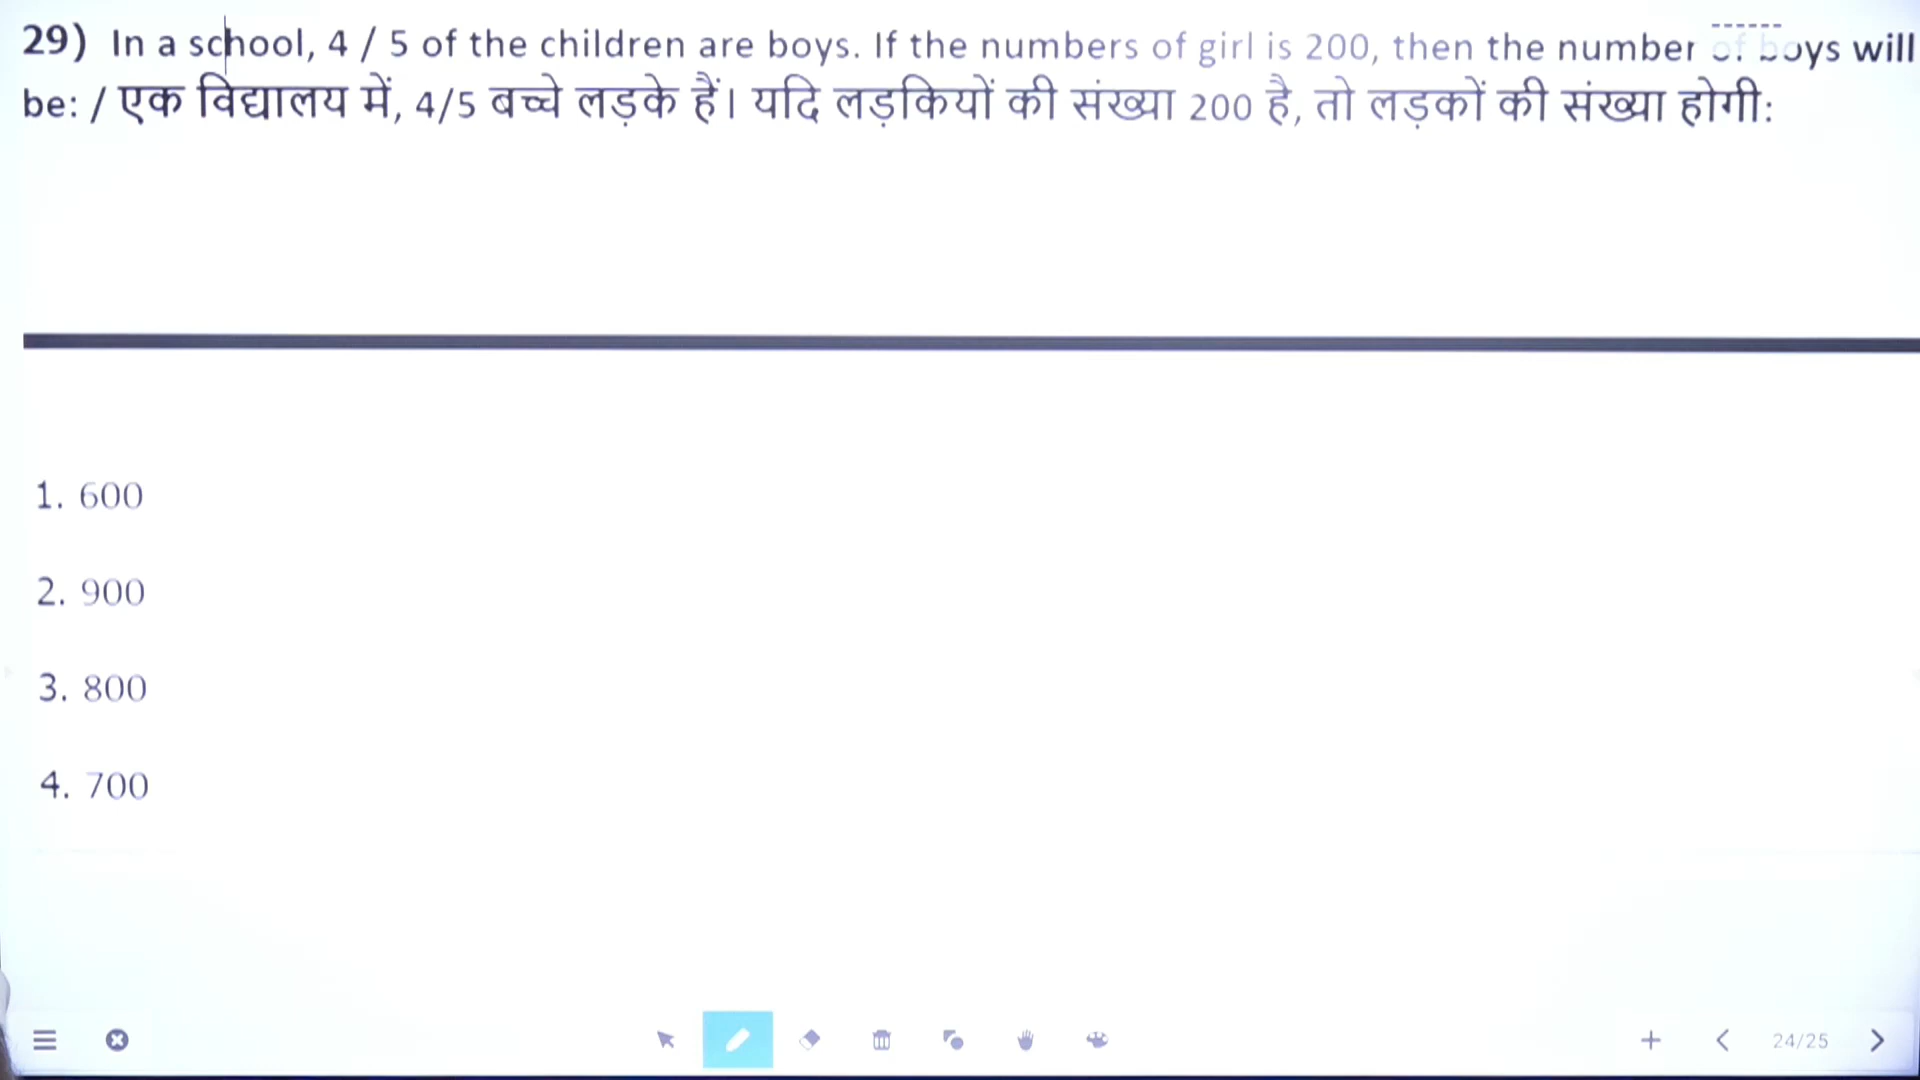 29) In a school, 4 / 5 of the children are boys. If the numbers of girl is 200, then the number of boys will
be: / एक विद्यालय में, 4/5 बच्चे लड़के हैं। यदि लड़कियों की संख्या 200 है, तो लड़कों की संख्या होगी:
1. 600
2. 900
3. 800
4. 700
24/25